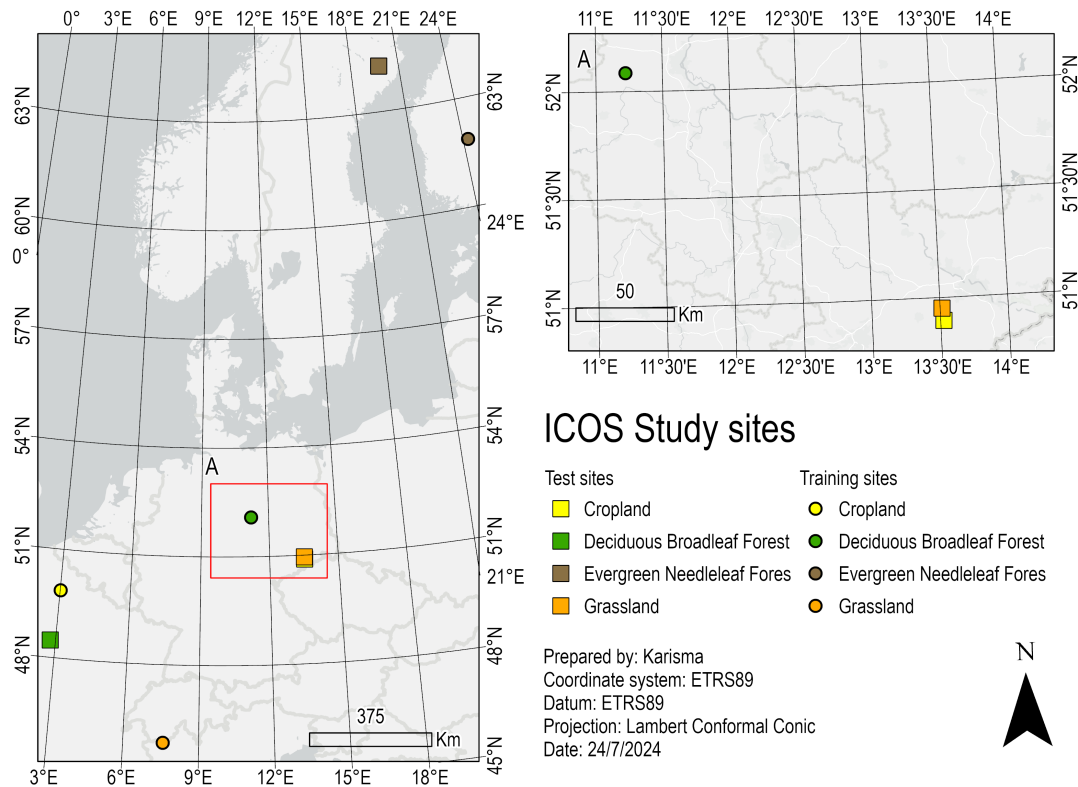 0° 3°E 6°E 9°E 12°E 15°E 18°E 21°E 24°E
63°N 63°N
60°N 24°E
0°
57°N 57°N
54°N 54°N
A
51°N 51°N
21°E
48°N 48°N
375
Km
45°N
3°E 6°E 9°E 12°E 15°E 18°E
11°E 11°30'E 12°E 12°30'E 13°E 13°30'E 14°E
A
52°N 52°N
51°30'N 51°30'N
51°N 51°N
50
Km
11°E 11°30'E 12°E 12°30'E 13°E 13°30'E 14°E
ICOS Study sites
Test sites
Cropland
Deciduous Broadleaf Forest
Evergreen Needleleaf Fores
Grassland
Training sites
Cropland
Deciduous Broadleaf Forest
Evergreen Needleleaf Fores
Grassland
Prepared by: Karisma
Coordinate system: ETRS89
Datum: ETRS89
Projection: Lambert Conformal Conic
Date: 24/7/2024
N